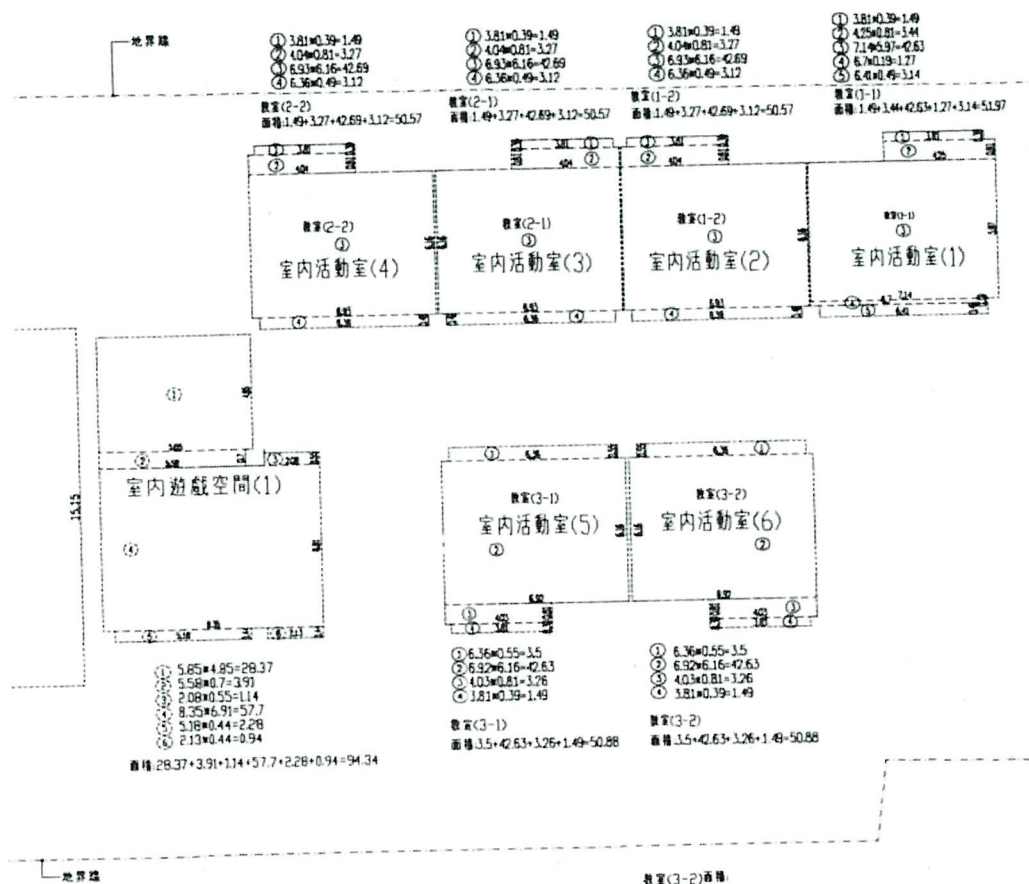 地界線
① 3.81*0.39=1.49
② 4.04*0.81=3.27
③ 6.93*6.16=42.69
④ 6.36*0.49=3.12
教室(2-2)
面積:1.49+3.27+42.69+3.12=50.57
① 3.81*0.39=1.49
② 4.04*0.81=3.27
③ 6.93*6.16=42.69
④ 6.36*0.49=3.12
教室(2-1)
面積:1.49+3.27+42.69+3.12=50.57
① 3.81*0.39=1.49
② 4.04*0.81=3.27
③ 6.93*6.16=42.69
④ 6.36*0.49=3.12
教室(1-2)
面積:1.49+3.27+42.69+3.12=50.57
① 3.81*0.39=1.49
② 4.25*0.81=3.44
③ 7.14*5.97=42.63
④ 6.7*0.19=1.27
⑤ 6.41*0.49=3.14
教室(1-1)
面積:1.49+3.44+42.63+1.27+3.14=51.97
教室(2-2)
③
室内活動室(4)
教室(2-1)
③
室内活動室(3)
教室(1-2)
③
室内活動室(2)
教室(1-1)
③
室内活動室(1)
15.15
室内遊戲空間(1)
教室(3-1)
室内活動室(5)
②
教室(3-2)
室内活動室(6)
②
① 5.85*4.85=28.37
② 5.58*0.7=3.91
③ 2.08*0.55=1.14
④ 8.35*6.91=57.7
⑤ 5.18*0.44=2.28
⑥ 2.13*0.44=0.94
面積:28.37+3.91+1.14+57.7+2.28+0.94=94.34
① 6.36*0.55=3.5
② 6.92*6.16=42.63
③ 4.03*0.81=3.26
④ 3.81*0.39=1.49
教室(3-1)
面積:3.5+42.63+3.26+1.49=50.88
① 6.36*0.55=3.5
② 6.92*6.16=42.63
③ 4.03*0.81=3.26
④ 3.81*0.39=1.49
教室(3-2)
面積:3.5+42.63+3.26+1.49=50.88
地界線
教室(3-2)面積: